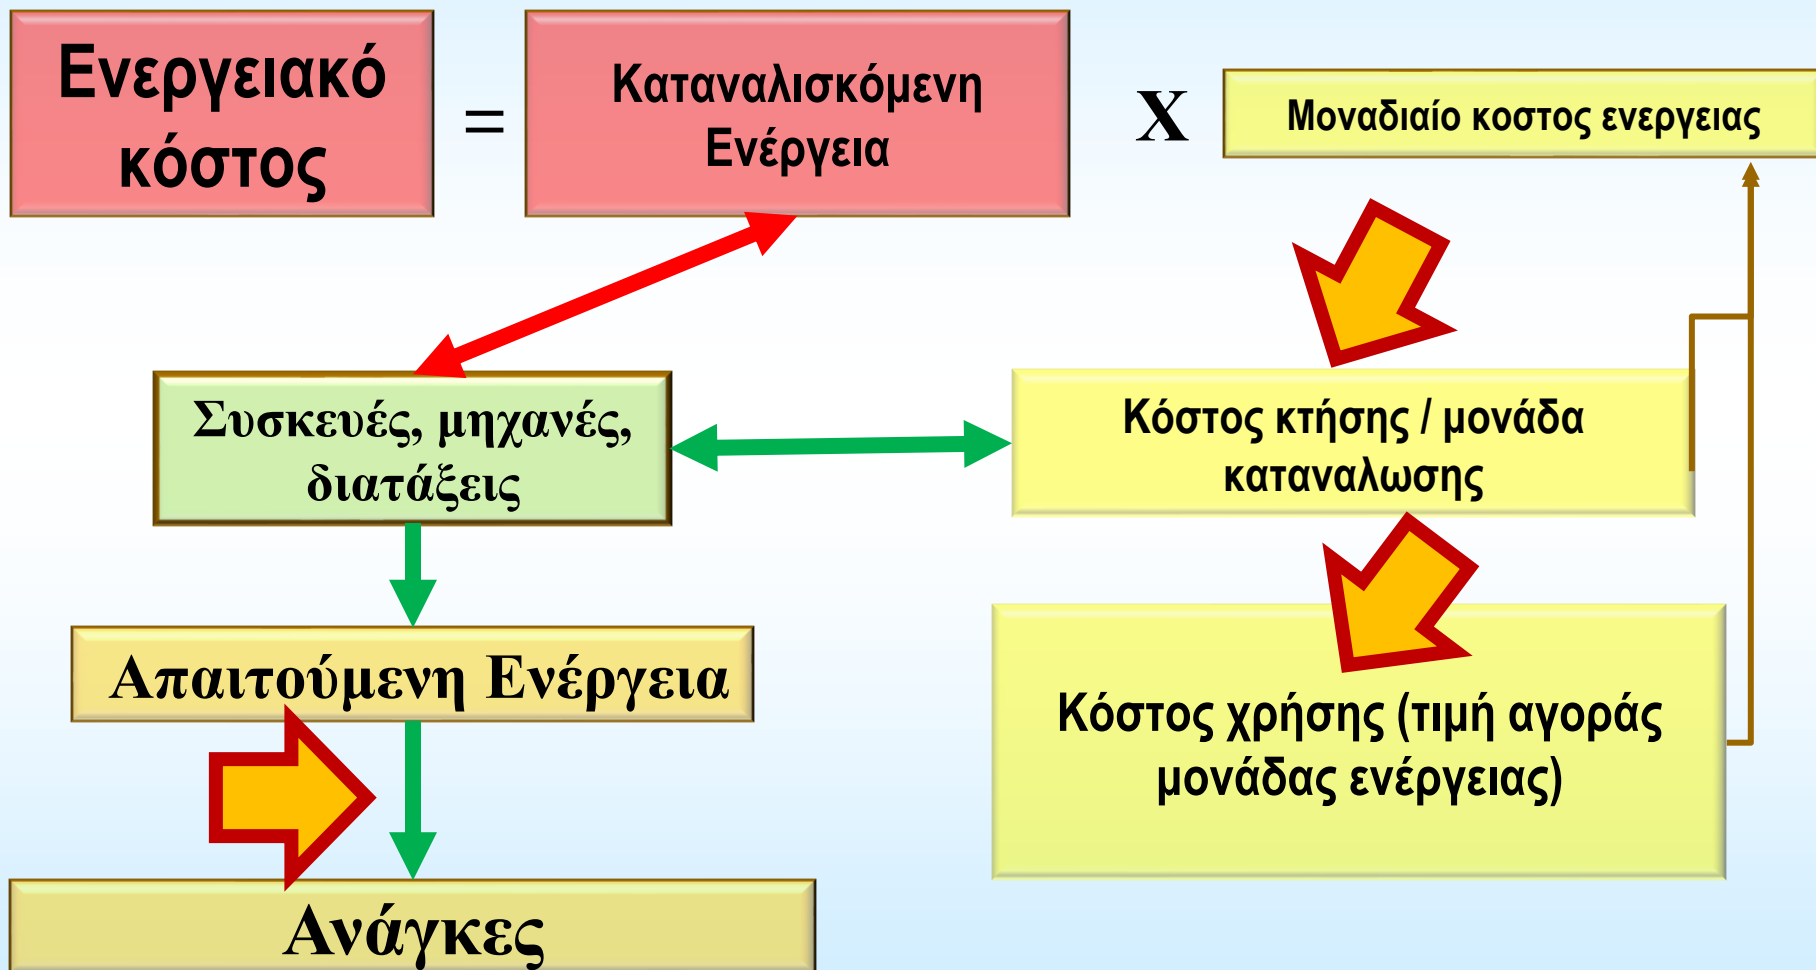 Ενεργειακό
κόστος
=
Καταναλισκόμενη
Ενέργεια
X
Μοναδιαίο κοστος ενεργειας
Συσκευές, μηχανές,
διατάξεις
Κόστος κτήσης / μονάδα
καταναλωσης
Απαιτούμενη Ενέργεια
Κόστος χρήσης (τιμή αγοράς
μονάδας ενέργειας)
Ανάγκες